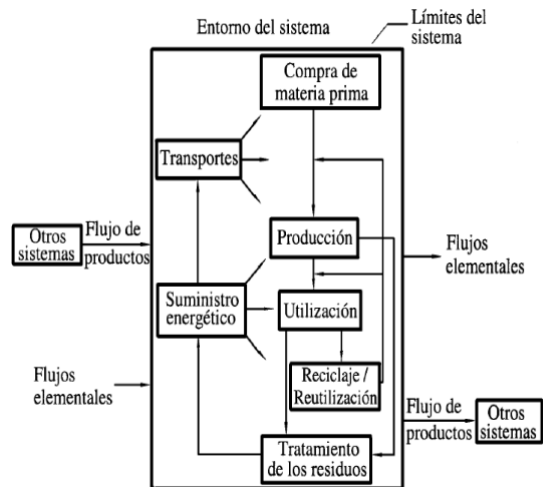 Entorno del sistema
Límites del
sistema
Compra de
materia prima
Transportes
Otros
sistemas
Flujo de
productos
Producción
Flujos
elementales
Suministro
energético
Utilización
Flujos
elementales
Reciclaje /
Reutilización
Flujo de
productos
Otros
sistemas
Tratamiento
de los residuos